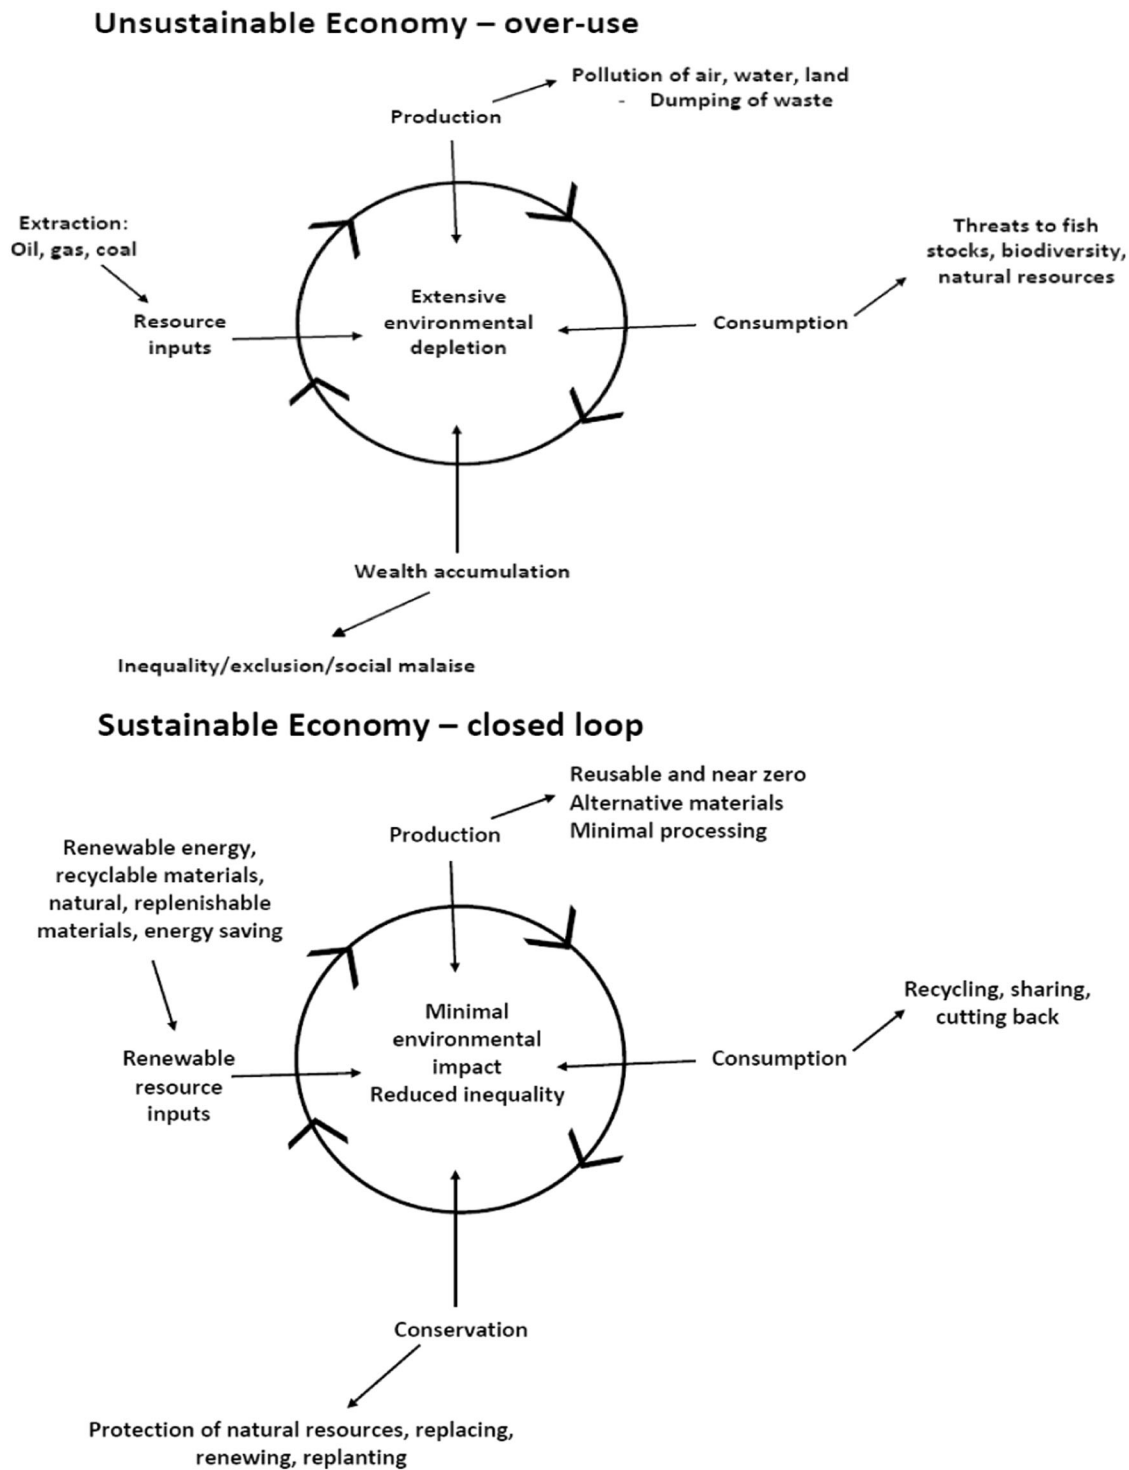 Unsustainable Economy – over-use
Pollution of air, water, land
- Dumping of waste
Production
Extraction:
Oil, gas, coal
Threats to fish
stocks, biodiversity,
natural resources
Resource
inputs
Extensive
environmental
depletion
Consumption
Wealth accumulation
Inequality/exclusion/social malaise
Sustainable Economy – closed loop
Reusable and near zero
Alternative materials
Minimal processing
Production
Renewable energy,
recyclable materials,
natural, replenishable
materials, energy saving
Recycling, sharing,
cutting back
Renewable
resource
inputs
Minimal
environmental
impact
Reduced inequality
Consumption
Conservation
Protection of natural resources, replacing,
renewing, replanting